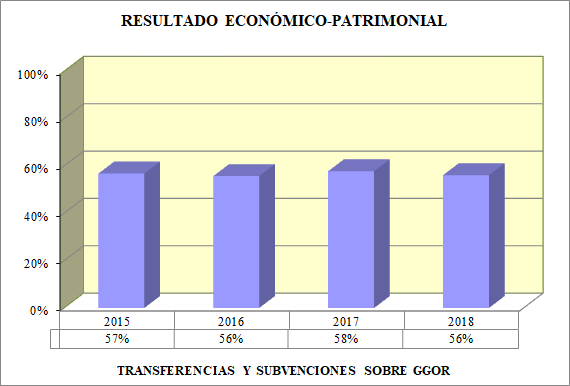 RESULTADO ECONÓMICO-PATRIMONIAL
100%
80%
60%
40%
20%
0%
2015 2016 2017 2018
57% 56% 58% 56%
TRANSFERENCIAS Y SUBVENCIONES SOBRE GGOR